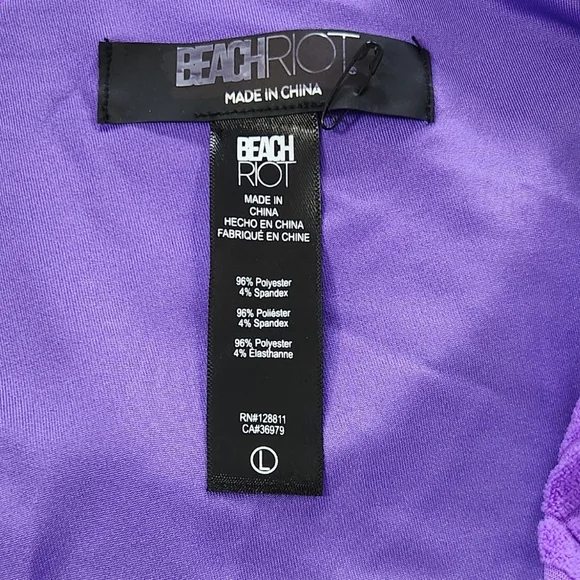 BEACHRIOT®
MADE IN CHINA
BEACH
RIOT
MADE IN
CHINA
HECHO EN CHINA
FABRIQUÉ EN CHINE
96% Polyester
4% Spandex
96% Poliéster
4% Spandex
96% Polyester
4% Élasthanne
RN#128811
CA#36979
L